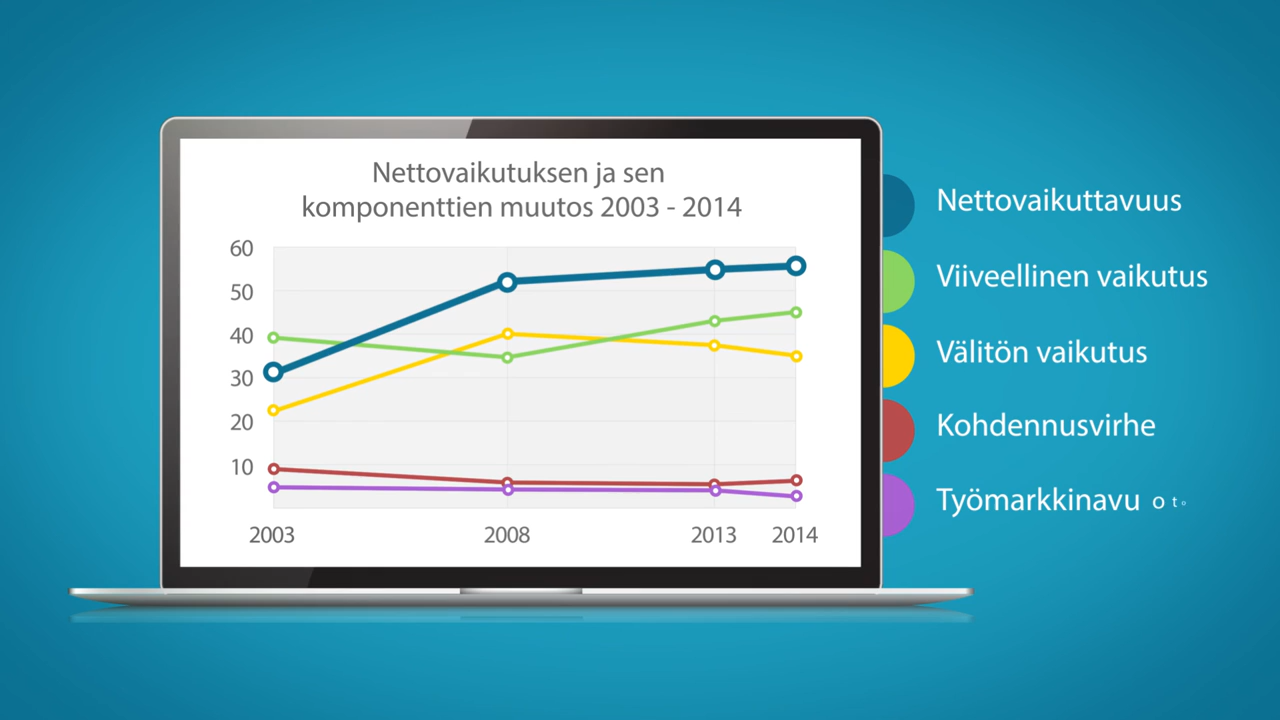 Nettovaikutuksen ja sen
komponenttien muutos 2003 - 2014
60
50
40
30
20
10
2003 2008 2013 2014
Nettovaikuttavuus
Viiveellinen vaikutus
Välitön vaikutus
Kohdennusvirhe
Työmarkkinavuoto